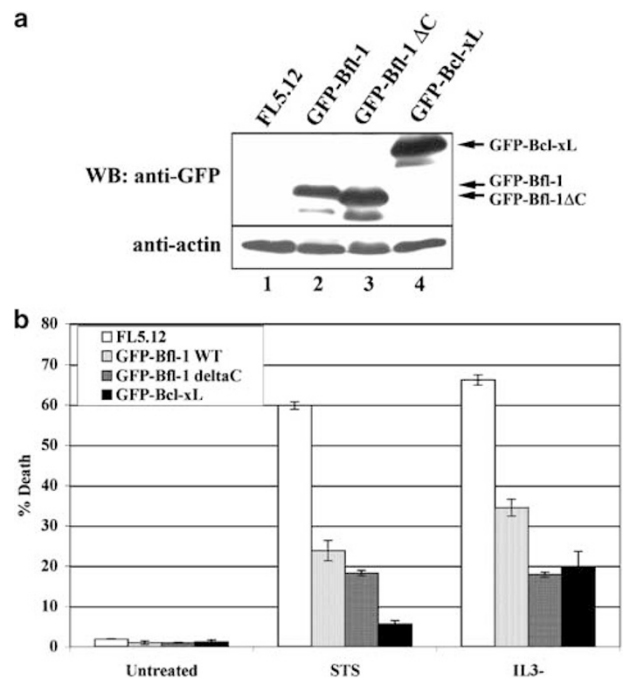 a
FL5.12
GFP-Bfl-1
GFP-Bfl-1 ΔC
GFP-Bcl-xL
WB: anti-GFP
GFP-Bcl-xL
GFP-Bfl-1
GFP-Bfl-1ΔC
anti-actin
1 2 3 4
b
80
70
60
50
40
30
20
10
0
% Death
FL5.12
GFP-Bfl-1 WT
GFP-Bfl-1 deltaC
GFP-Bcl-xL
Untreated STS IL3-